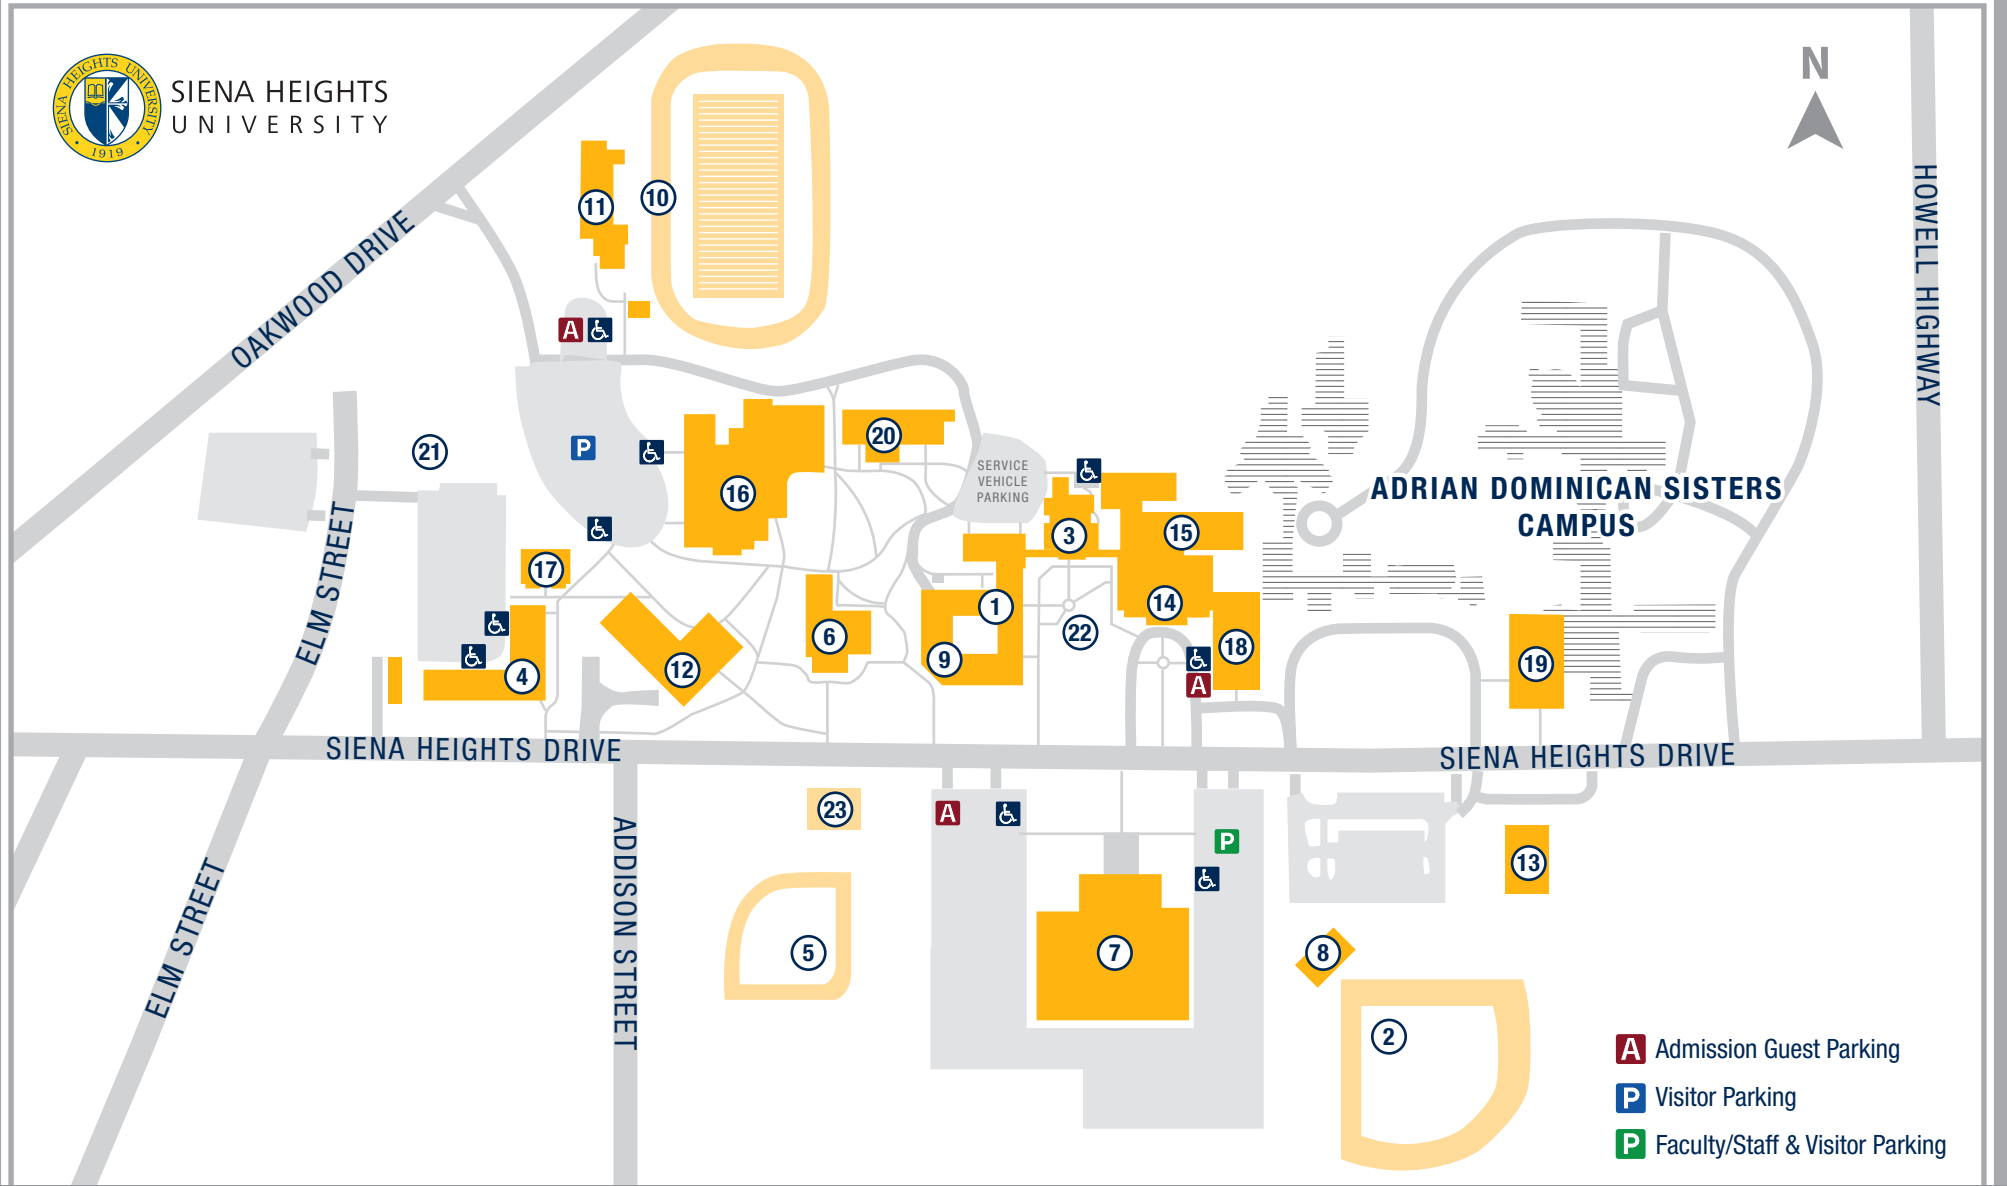 SIENA HEIGHTS UNIVERSITY
1919
SIENA HEIGHTS
UNIVERSITY
N
OAKWOOD DRIVE
HOWELL HIGHWAY
11
10
A
P
21
16
20
SERVICE
VEHICLE
PARKING
ADRIAN DOMINICAN SISTERS
CAMPUS
3
15
17
ELM STREET
1
14
22
6
9
18
12
4
19
A
SIENA HEIGHTS DRIVE
SIENA HEIGHTS DRIVE
23
A
P
ADDISON STREET
13
ELM STREET
5
7
8
2
A Admission Guest Parking
P Visitor Parking
P Faculty/Staff & Visitor Parking